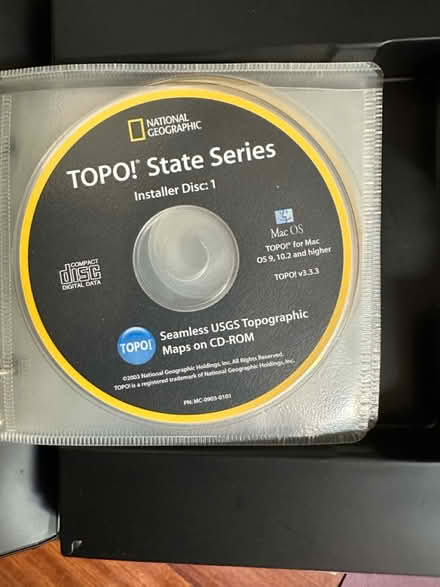 NATIONAL
GEOGRAPHIC
TOPO!® State Series
Installer Disc: 1
COMPACT
disc
DIGITAL DATA
Mac OS
TOPO!® for Mac
OS 9, 10.2 and higher
TOPO! v3.3.3
TOPO!
Seamless USGS Topographic
Maps on CD-ROM
©2003 National Geographic Holdings, Inc. All Rights Reserved.
TOPO! is a registered trademark of National Geographic Holdings, Inc.
PN: MC-0903-0101